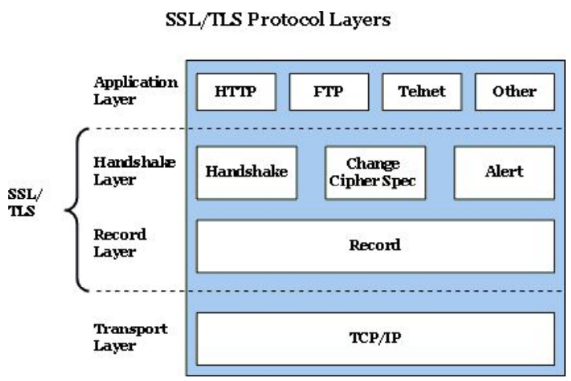 SSL/TLS Protocol Layers
Application
Layer
HTTP
FTP
Telnet
Other
SSL/
TLS
Handshake
Layer
Handshake
Change
Cipher Spec
Alert
Record
Layer
Record
Transport
Layer
TCP/IP